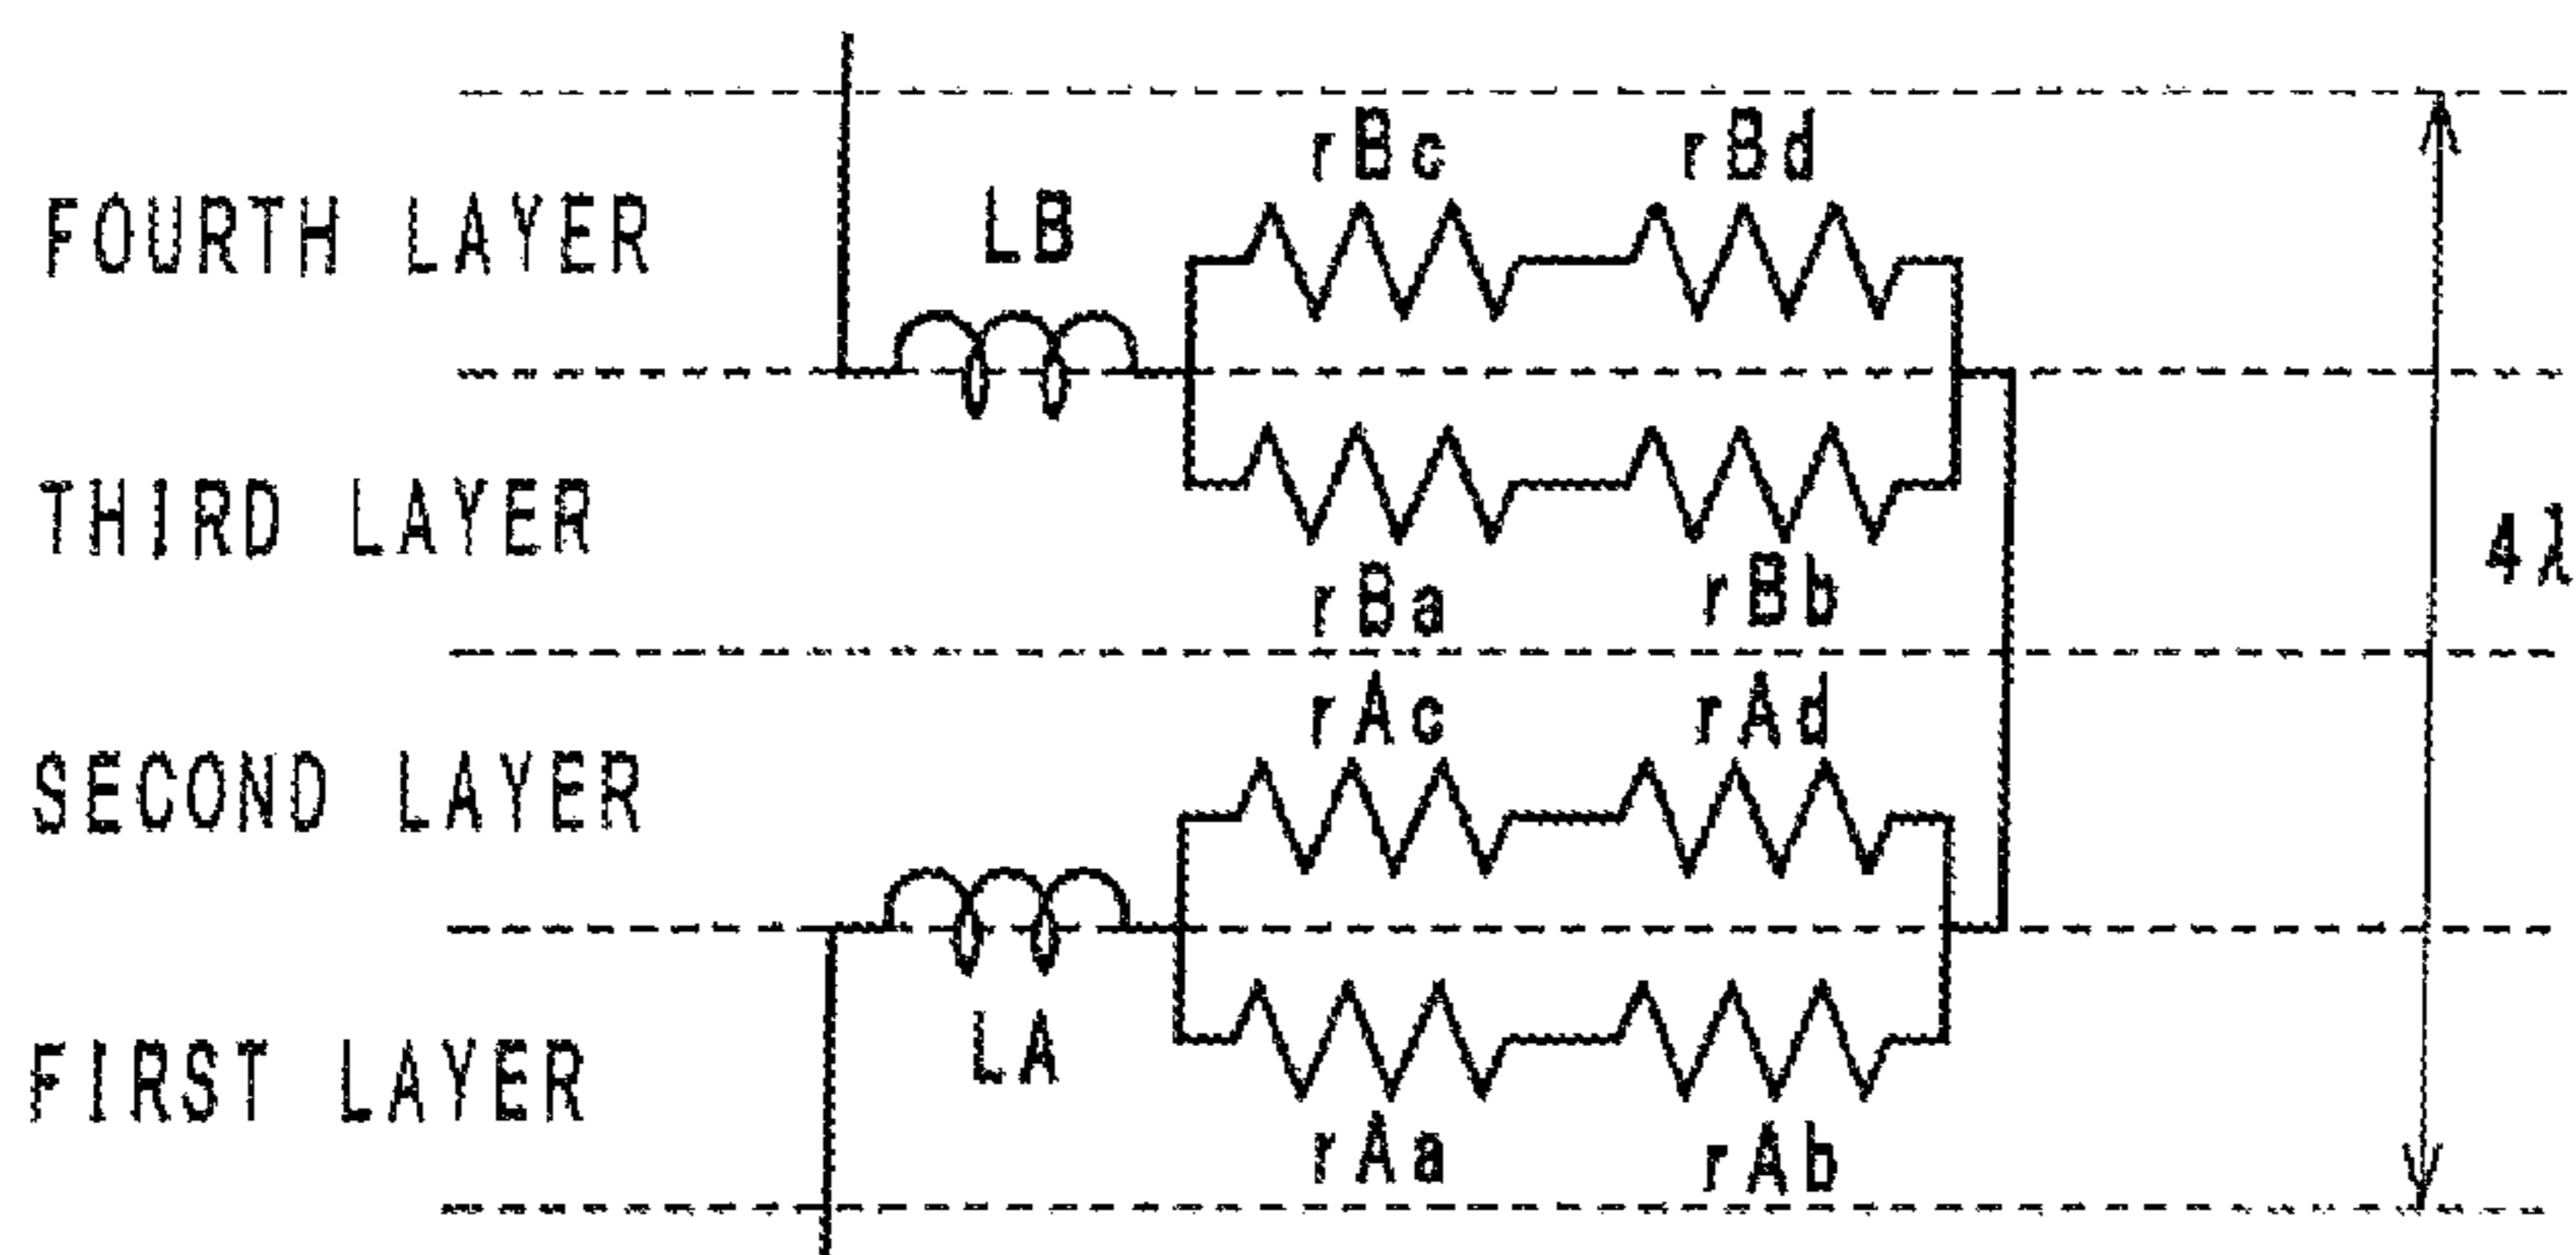 rBc rBd
FOURTH LAYER LB
THIRD LAYER
4λ
rBa rBb
rAc rAd
SECOND LAYER
FIRST LAYER LA
rAa rAb